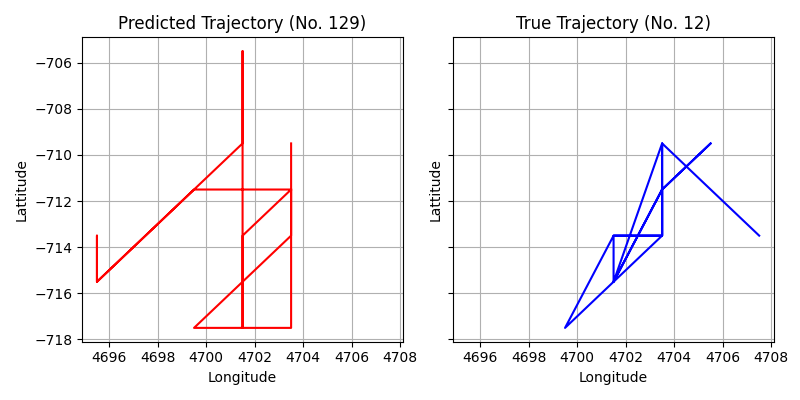 Predicted Trajectory (No. 129)
True Trajectory (No. 12)
−706
−708
−710
−712
−714
−716
−718
Lattitude
Lattitude
4696 4698 4700 4702 4704 4706 4708
4696 4698 4700 4702 4704 4706 4708
Longitude
Longitude